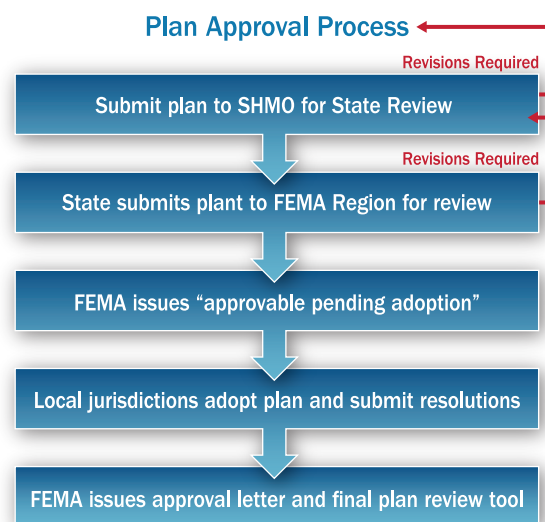 Plan Approval Process
Revisions Required
Submit plan to SHMO for State Review
Revisions Required
State submits plant to FEMA Region for review
FEMA issues “approvable pending adoption”
Local jurisdictions adopt plan and submit resolutions
FEMA issues approval letter and final plan review tool